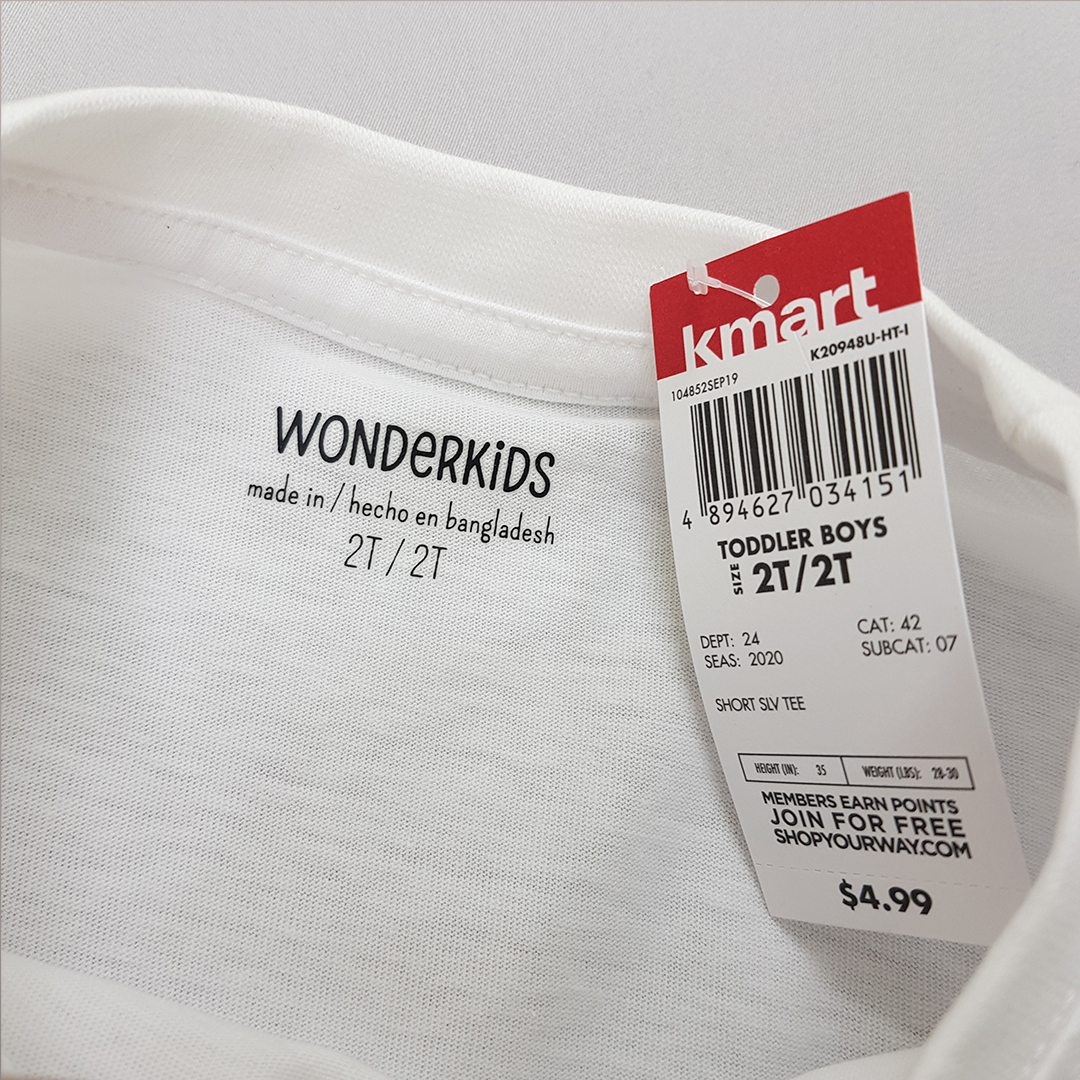 WONDERKiDS
made in / hecho en bangladesh
2T / 2T
kmart
K20948U-HT-I
104852SEP19
4 894627 034151
TODDLER BOYS
SIZE 2T/2T
DEPT: 24 CAT: 42
SEAS: 2020 SUBCAT: 07
SHORT SLV TEE
HEIGHT (IN): 35 WEIGHT (LBS): 28-30
MEMBERS EARN POINTS
JOIN FOR FREE
SHOPYOURWAY.COM
$4.99